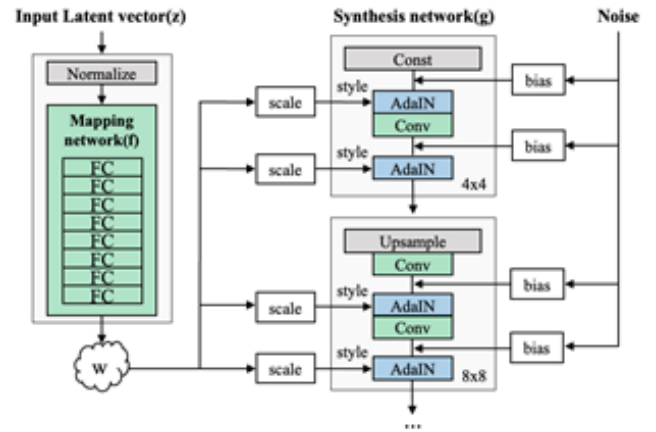 Input Latent vector(z)
Synthesis network(g)
Noise
Normalize
Mapping
network(f)
FC
FC
FC
FC
FC
FC
FC
FC
W
scale
scale
scale
scale
style
style
style
style
Const
AdaIN
Conv
AdaIN
4x4
Upsample
Conv
AdaIN
Conv
AdaIN
8x8
...
bias
bias
bias
bias